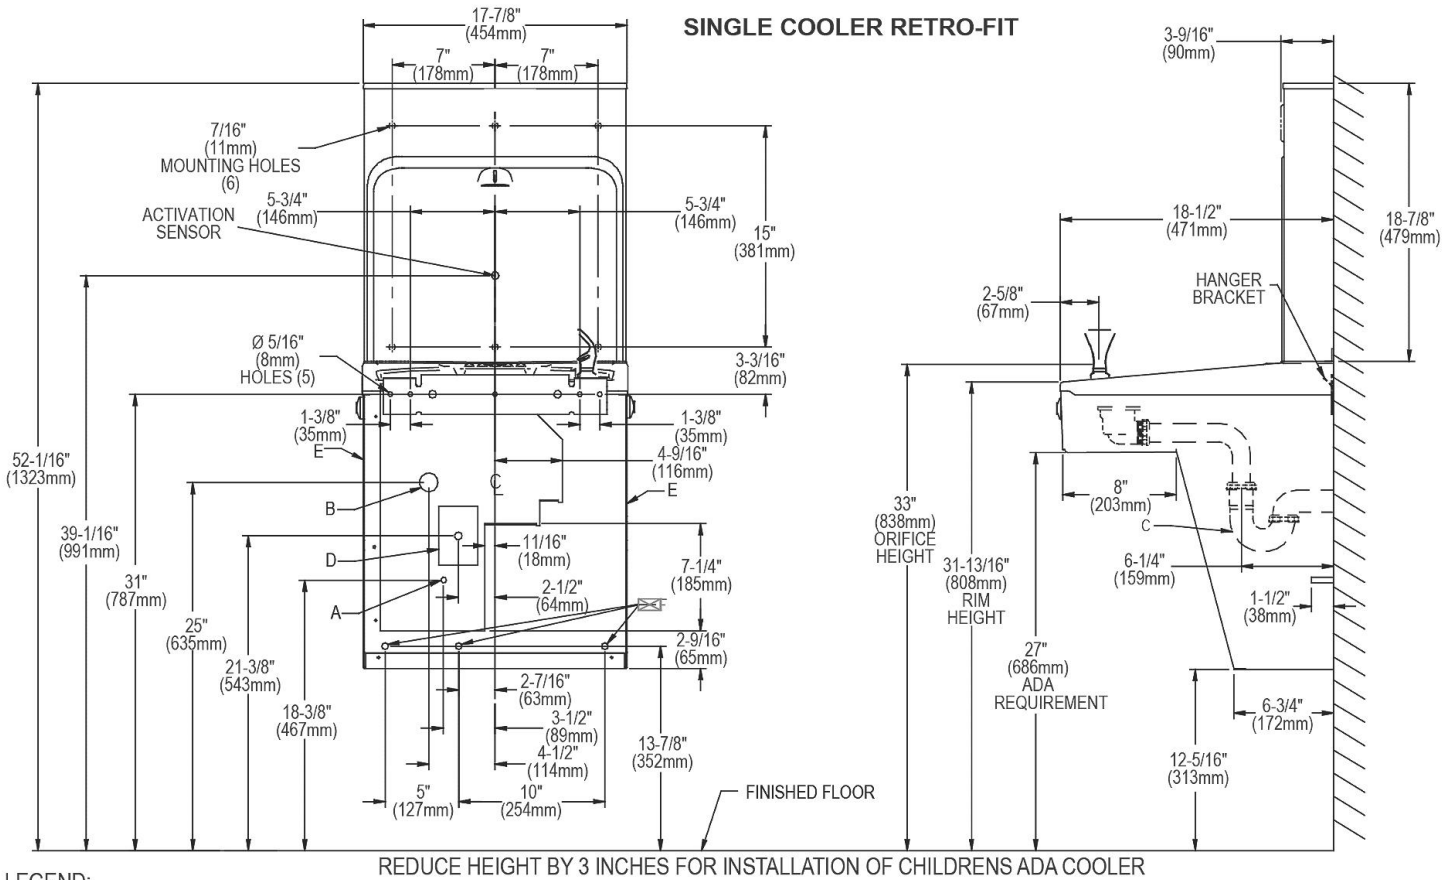 17-7/8"
(454mm)
SINGLE COOLER RETRO-FIT
3-9/16"
(90mm)
7"
(178mm)
7"
(178mm)
7/16"
(11mm)
MOUNTING HOLES
(6)
5-3/4"
(146mm)
5-3/4"
(146mm)
ACTIVATION
SENSOR
15"
(381mm)
18-1/2"
(471mm)
18-7/8"
(479mm)
HANGER
BRACKET
2-5/8"
(67mm)
Ø 5/16"
(8mm)
HOLES (5)
3-3/16"
(82mm)
1-3/8"
(35mm)
1-3/8"
(35mm)
E
4-9/16"
(116mm)
52-1/16"
(1323mm)
C
L
E
B
8"
(203mm)
C
33"
(838mm)
ORIFICE
HEIGHT
39-1/16"
(991mm)
11/16"
(18mm)
D
7-1/4"
(185mm)
6-1/4"
(159mm)
31-13/16"
(808mm)
RIM
HEIGHT
31"
(787mm)
2-1/2"
(64mm)
A
1-1/2"
(38mm)
25"
(635mm)
2-9/16"
(65mm)
27"
(686mm)
ADA
REQUIREMENT
21-3/8"
(543mm)
2-7/16"
(63mm)
18-3/8"
(467mm)
3-1/2"
(89mm)
6-3/4"
(172mm)
13-7/8"
(352mm)
4-1/2"
(114mm)
12-5/16"
(313mm)
5"
(127mm)
10"
(254mm)
FINISHED FLOOR
REDUCE HEIGHT BY 3 INCHES FOR INSTALLATION OF CHILDRENS ADA COOLER
LEGEND: